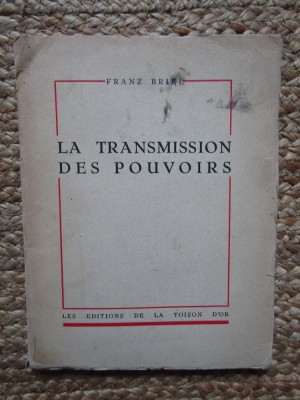 FRANZ BRIEL
LA TRANSMISSION
DES POUVOIRS
LES EDITIONS DE LA TOISON D'OR